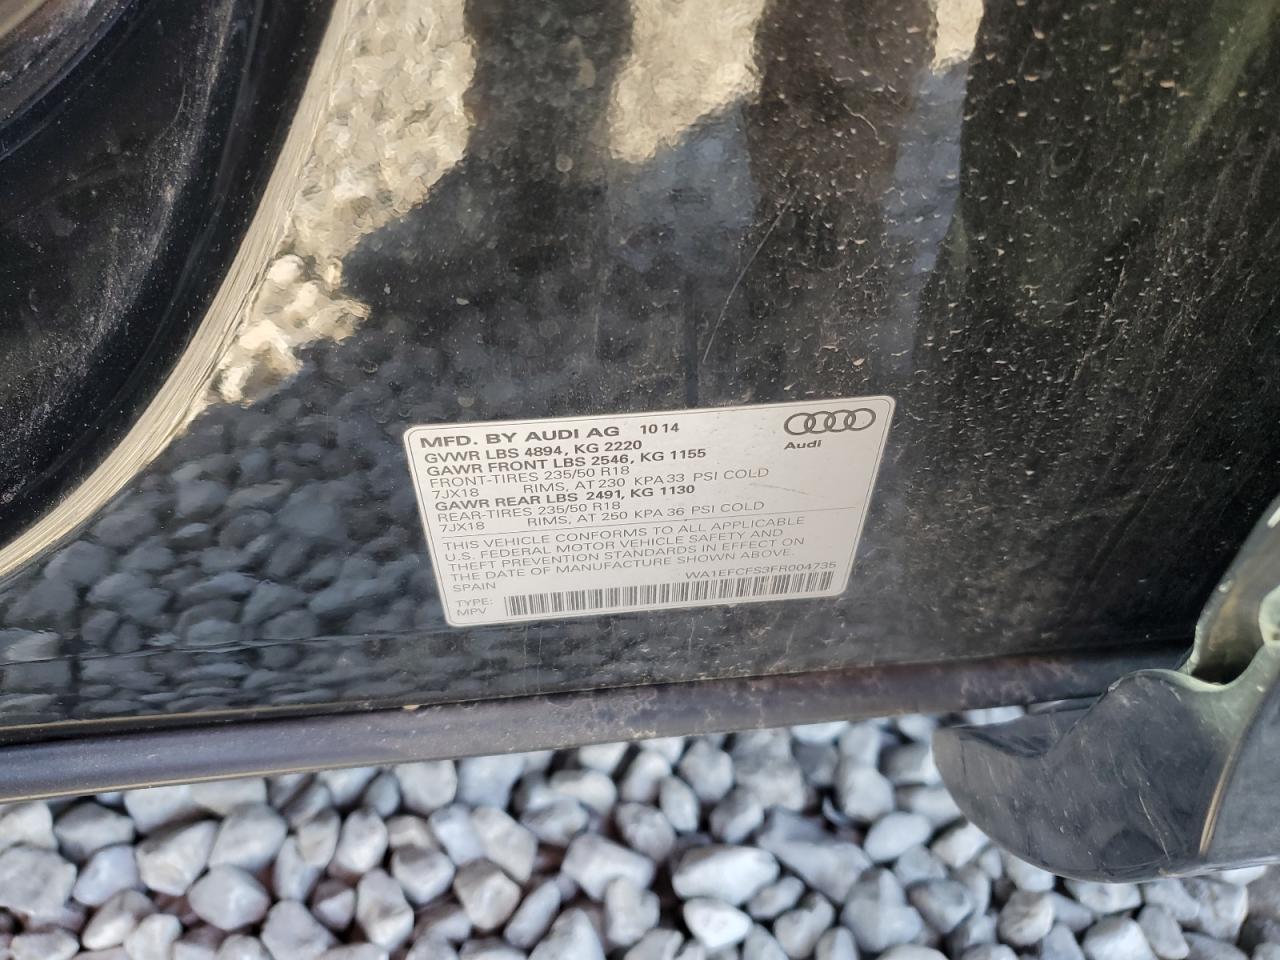 MFD. BY AUDI AG 10 14
Audi
GVWR LBS 4894, KG 2220
GAWR FRONT LBS 2546, KG 1155
FRONT-TIRES 235/50 R18
7JX18 RIMS, AT 230 KPA 33 PSI COLD
GAWR REAR LBS 2491, KG 1130
REAR-TIRES 235/50 R18
7JX18 RIMS, AT 250 KPA 36 PSI COLD
THIS VEHICLE CONFORMS TO ALL APPLICABLE
U.S. FEDERAL MOTOR VEHICLE SAFETY AND
THEFT PREVENTION STANDARDS IN EFFECT ON
THE DATE OF MANUFACTURE SHOWN ABOVE.
SPAIN WA1EFCFS3FR004735
TYPE:
MPV